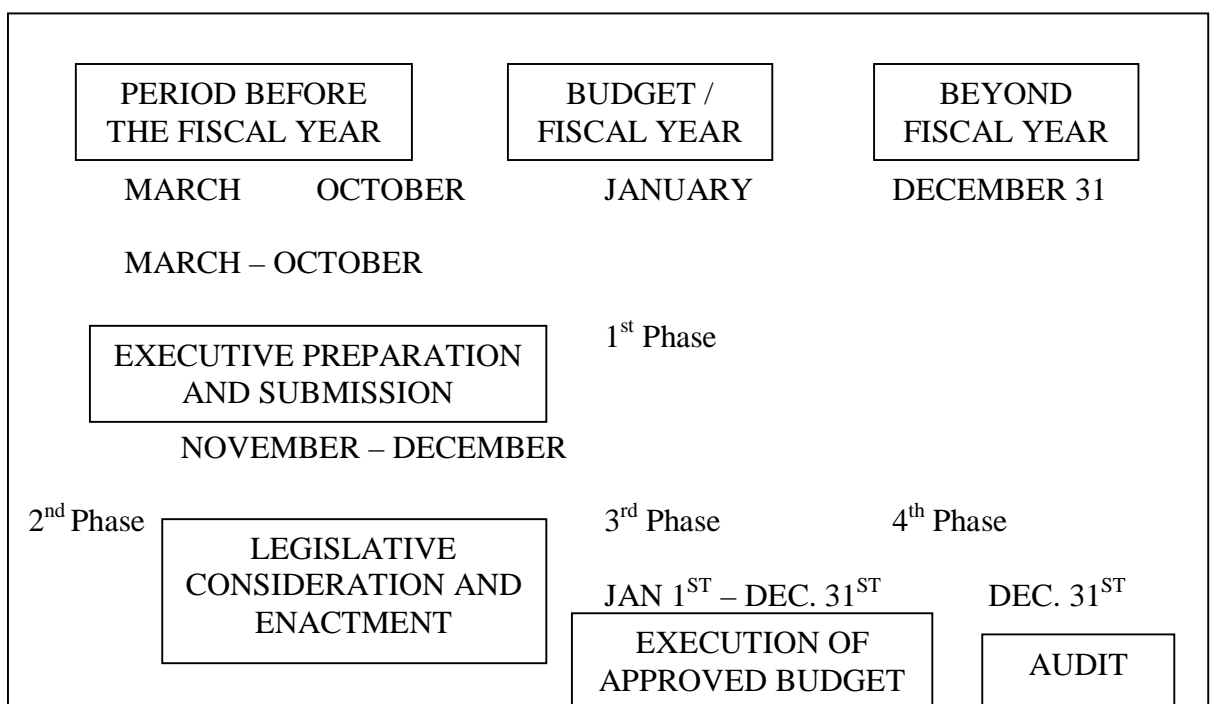 PERIOD BEFORE
THE FISCAL YEAR
BUDGET /
FISCAL YEAR
BEYOND
FISCAL YEAR
MARCH OCTOBER JANUARY DECEMBER 31
MARCH – OCTOBER
1st Phase
EXECUTIVE PREPARATION
AND SUBMISSION
NOVEMBER – DECEMBER
2nd Phase
LEGISLATIVE
CONSIDERATION AND
ENACTMENT
3rd Phase
JAN 1ST – DEC. 31ST
EXECUTION OF
APPROVED BUDGET
4th Phase
DEC. 31ST
AUDIT